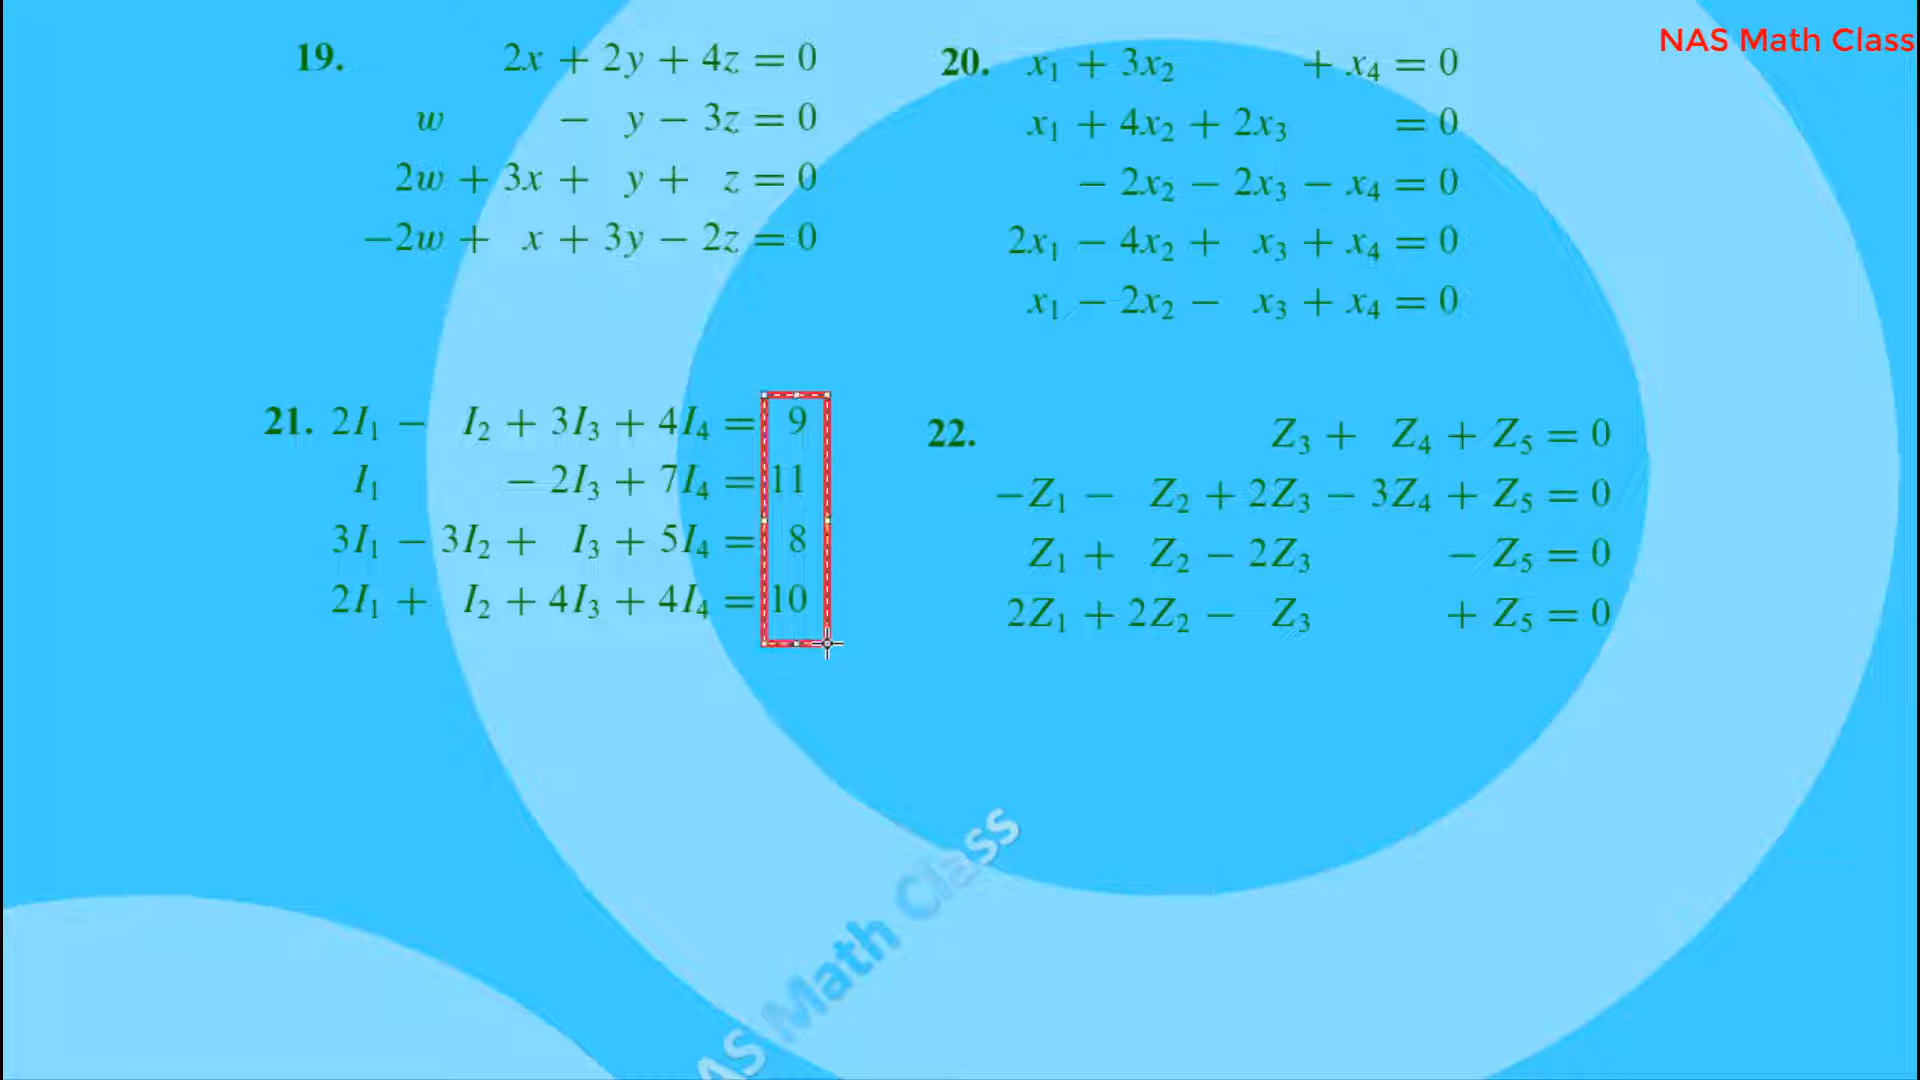 NAS Math Class
19. 2x + 2y + 4z = 0
w − y − 3z = 0
2w + 3x + y + z = 0
−2w + x + 3y − 2z = 0
20. x₁ + 3x₂ + x₄ = 0
x₁ + 4x₂ + 2x₃ = 0
− 2x₂ − 2x₃ − x₄ = 0
2x₁ − 4x₂ + x₃ + x₄ = 0
x₁ − 2x₂ − x₃ + x₄ = 0
21. 2I₁ − I₂ + 3I₃ + 4I₄ = 9
I₁ − 2I₃ + 7I₄ = 11
3I₁ − 3I₂ + I₃ + 5I₄ = 8
2I₁ + I₂ + 4I₃ + 4I₄ = 10
22. Z₃ + Z₄ + Z₅ = 0
−Z₁ − Z₂ + 2Z₃ − 3Z₄ + Z₅ = 0
Z₁ + Z₂ − 2Z₃ − Z₅ = 0
2Z₁ + 2Z₂ − Z₃ + Z₅ = 0
AS Math Class